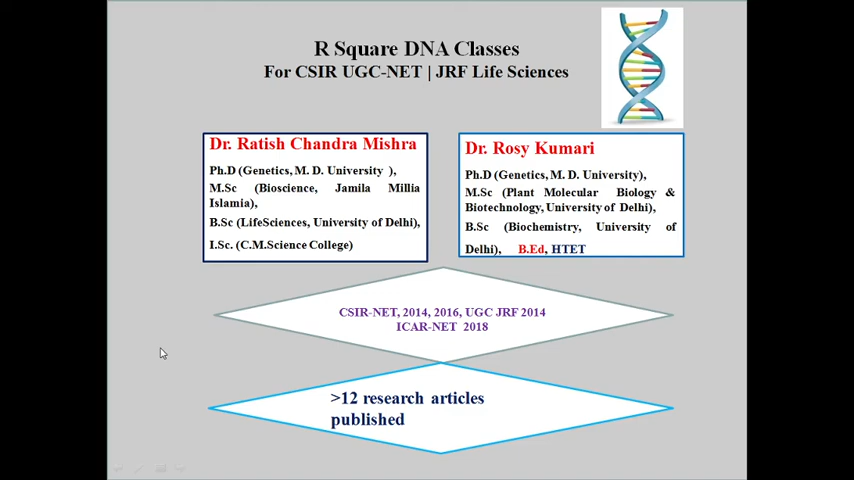 R Square DNA Classes
For CSIR UGC-NET | JRF Life Sciences
Dr. Ratish Chandra Mishra
Ph.D (Genetics, M. D. University ),
M.Sc (Bioscience, Jamila Millia
Islamia),
B.Sc (LifeSciences, University of Delhi),
I.Sc. (C.M.Science College)
Dr. Rosy Kumari
Ph.D (Genetics, M. D. University),
M.Sc (Plant Molecular Biology &
Biotechnology, University of Delhi),
B.Sc (Biochemistry, University of
Delhi), B.Ed, HTET
CSIR-NET, 2014, 2016, UGC JRF 2014
ICAR-NET 2018
>12 research articles
published